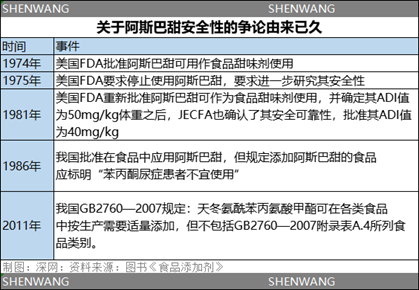 SHENWANG SHENWANG
关于阿斯巴甜安全性的争论由来已久
时间 事件
1974年 美国FDA批准阿斯巴甜可用作食品甜味剂使用
1975年 美国FDA要求停止使用阿斯巴甜，要求进一步研究其安全性
1981年 美国FDA重新批准阿斯巴甜可作为食品甜味剂使用，并确定其ADI值
为50mg/kg体重之后，JECFA也确认了其安全可靠性，批准其ADI值
为40mg/kg
1986年 我国批准在食品中应用阿斯巴甜，但规定添加阿斯巴甜的食品
应标明“苯丙酮尿症患者不宜使用”
2011年 我国GB2760—2007规定：天冬氨酰苯丙氨酸甲酯可在各类食品
中按生产需要适量添加，但不包括GB2760—2007附录表A.4所列食
品类别。
制图：深网；资料来源：图书《食品添加剂》
SHENWANG SHENWANG